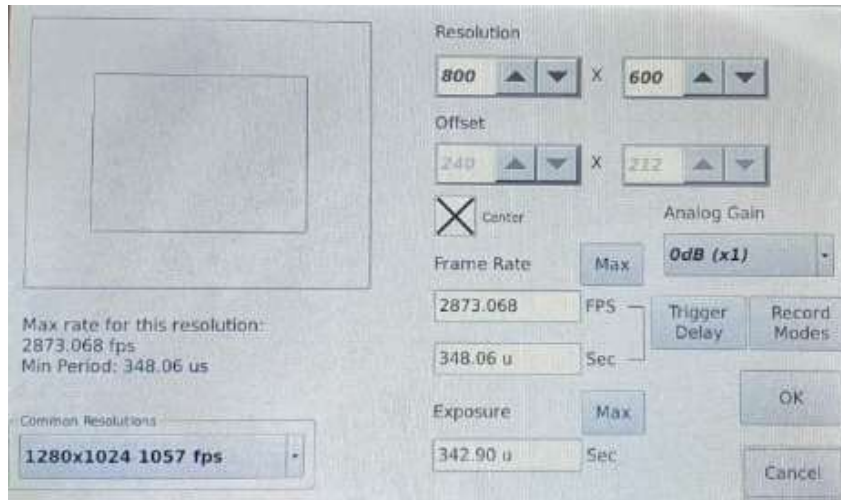 Resolution
800 X 600
Offset
240 X 212
Center
Analog Gain
0dB (x1)
Frame Rate Max
2873.068 FPS
348.06 u Sec
Trigger Delay
Record Modes
Max rate for this resolution:
2873.068 fps
Min Period: 348.06 us
Exposure Max
342.90 u Sec
OK
Cancel
Common Resolutions
1280x1024 1057 fps